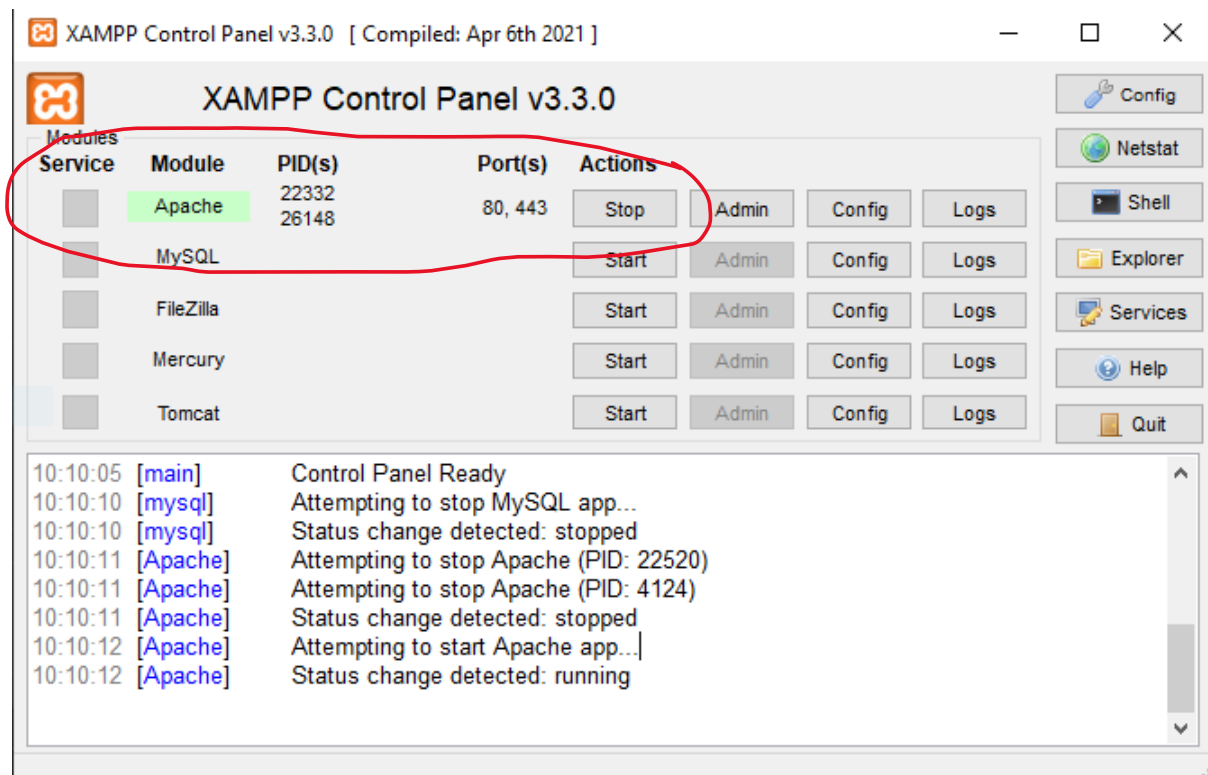 XAMPP Control Panel v3.3.0 [ Compiled: Apr 6th 2021 ]
XAMPP Control Panel v3.3.0
Config
Modules
Netstat
Service Module PID(s) Port(s) Actions
Apache 22332 26148 80, 443 Stop Admin Config Logs
Shell
MySQL Start Admin Config Logs
Explorer
FileZilla Start Admin Config Logs
Services
Mercury Start Admin Config Logs
Help
Tomcat Start Admin Config Logs
Quit
10:10:05 [main] Control Panel Ready
10:10:10 [mysql] Attempting to stop MySQL app...
10:10:10 [mysql] Status change detected: stopped
10:10:11 [Apache] Attempting to stop Apache (PID: 22520)
10:10:11 [Apache] Attempting to stop Apache (PID: 4124)
10:10:11 [Apache] Status change detected: stopped
10:10:12 [Apache] Attempting to start Apache app...
10:10:12 [Apache] Status change detected: running